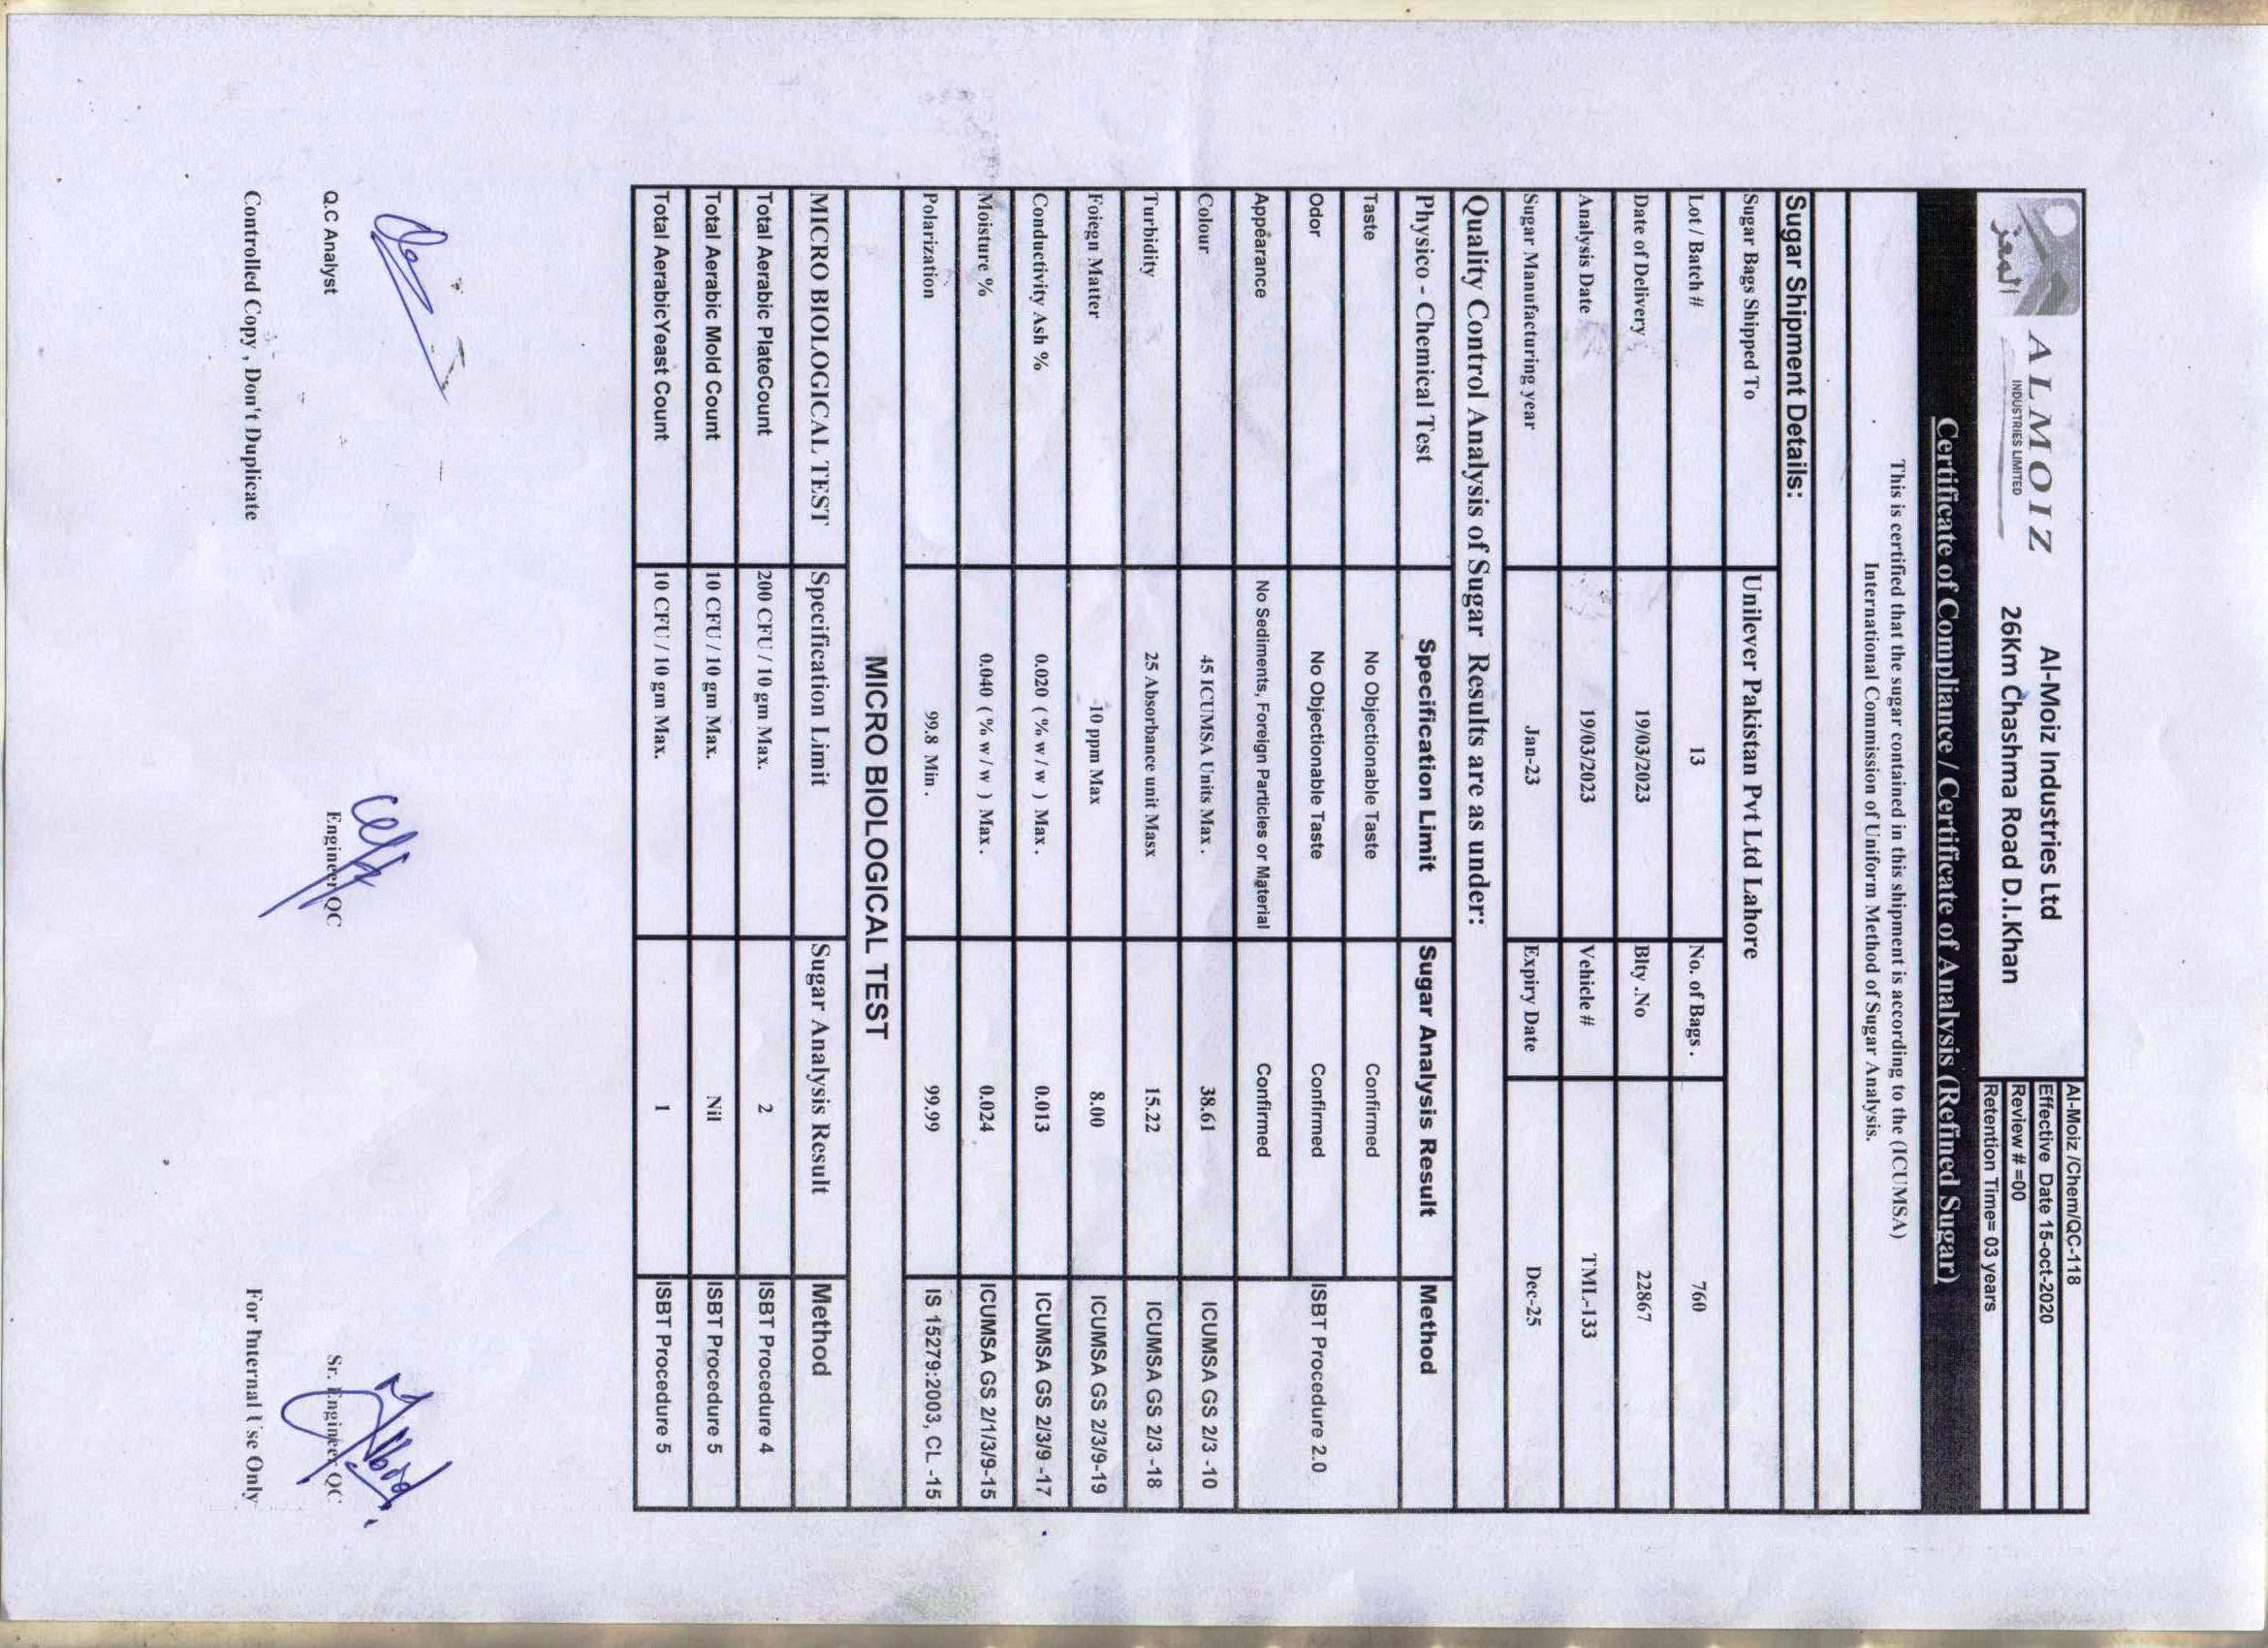 المعز
ALMOIZ
INDUSTRIES LIMITED
Al-Moiz Industries Ltd
26Km Chashma Road D.I.Khan
Al-Moiz /Chem/QC-118
Effective Date 15-oct-2020
Review # =00
Retention Time= 03 years
Certificate of Compliance / Certificate of Analysis (Refined Sugar)
This is certified that the sugar contained in this shipment is according to the (ICUMSA)
International Commission of Uniform Method of Sugar Analysis.
Sugar Shipment Details:
Sugar Bags Shipped To Unilever Pakistan Pvt Ltd Lahore
Lot / Batch # 13 No. of Bags . 760
Date of Delivery 19/03/2023 Blty .No 22867
Analysis Date 19/03/2023 Vehicle # TML-133
Sugar Manufacturing year Jan-23 Expiry Date Dec-25
Quality Control Analysis of Sugar Results are as under:
Physico - Chemical Test Specification Limit Sugar Analysis Result Method
Taste No Objectionable Taste Confirmed
Odor No Objectionable Taste Confirmed ISBT Procedure 2.0
Appearance No Sediments, Foreign Particles or Material Confirmed
Colour 45 ICUMSA Units Max . 38.61 ICUMSA GS 2/3 -10
Turbidity 25 Absorbance unit Masx 15.22 ICUMSA GS 2/3 -18
Foiegn Matter 10 ppm Max 8.00 ICUMSA GS 2/3/9-19
Conductivity Ash % 0.020 ( % w / w ) Max . 0.013 ICUMSA GS 2/3/9 -17
Moisture % 0.040 ( % w / w ) Max . 0.024 ICUMSA GS 2/1/3/9-15
Polarization 99.8 Min . 99.99 IS 15279:2003, CL -15
MICRO BIOLOGICAL TEST
MICRO BIOLOGICAL TEST Specification Limit Sugar Analysis Result Method
Total Aerabic PlateCount 200 CFU / 10 gm Max. 2 ISBT Procedure 4
Total Aerabic Mold Count 10 CFU / 10 gm Max. Nil ISBT Procedure 5
Total AerabicYeast Count 10 CFU / 10 gm Max. 1 ISBT Procedure 5
Q.C Analyst Engineer QC Sr. Engineer QC
Controlled Copy , Don't Duplicate For Internal Use Only